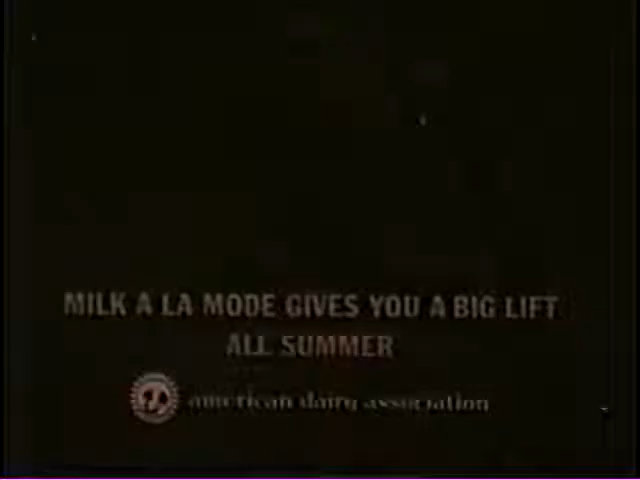 MILK A LA MODE GIVES YOU A BIG LIFT
ALL SUMMER
american dairy association